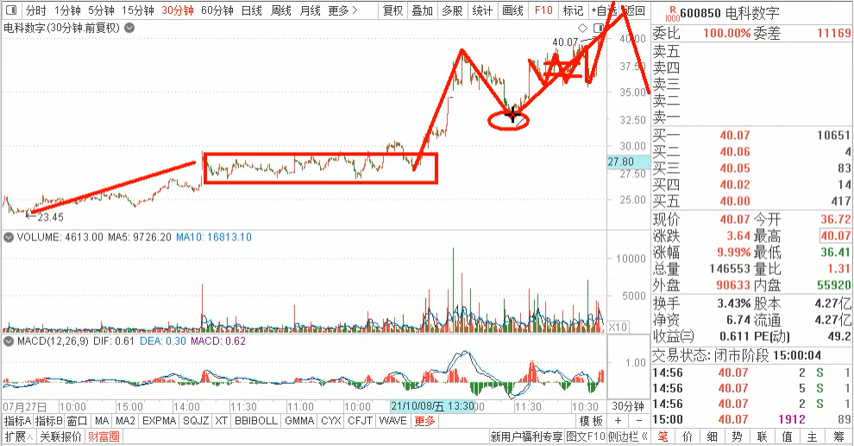 分时 1分钟 5分钟 15分钟 30分钟 60分钟 日线 周线 月线 更多 复权 叠加 多股 统计 画线 F10 标记 +自选 返回
R 1000 600850 电科数字
电科数字(30分钟.前复权)
委比 100.00% 委差 11169
卖五
卖四
卖三
卖二
卖一
买一 40.07 10651
买二 40.06 4
买三 40.05 83
买四 40.02 14
买五 40.00 417
现价 40.07 今开 36.72
涨跌 3.64 最高 40.07
涨幅 9.99% 最低 36.41
总量 146553 量比 1.31
外盘 90633 内盘 55920
换手 3.43% 股本 4.27亿
净资 6.74 流通 4.27亿
收益㈢ 0.611 PE(动) 49.2
交易状态: 闭市阶段 15:00:04
14:56 40.07 2 S 1
14:56 40.07 5 S 1
14:56 40.07 2 S 1
15:00 40.07 1912 89
笔 价 细 势 联 值 主 筹
40.07
40.00
37.50
35.00
32.50
30.00
27.80
27.50
25.00
23.45
VOLUME: 4613.00 MA5: 9726.20 MA10: 16813.10
10000
5000
X10
MACD(12,26,9) DIF: 0.61 DEA: 0.30 MACD: 0.62
1.00
0.00
07月27日 10:00 15:00 14:00 11:30 11:00 10:00 21/10/08/五 13:30 11:30 10:30 30分钟
指标A 指标B 窗口 MA MA2 EXPMA SQJZ XT BBIBOLL GMMA CYX CFJT WAVE 更多 模板 + −
扩展∧ 关联报价 财富圈 新用户福利专享 图文F10 侧边栏